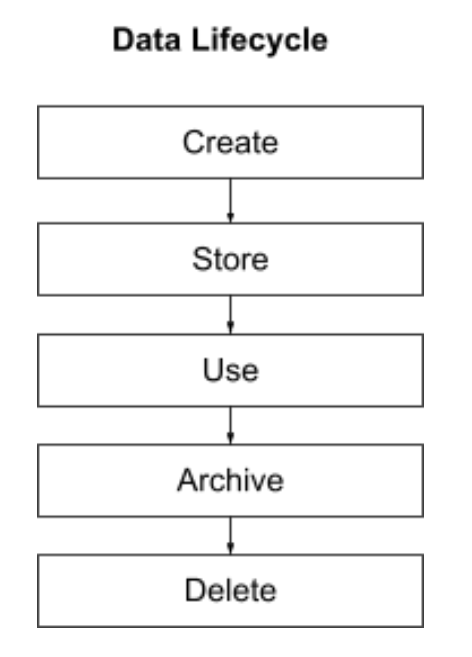 Data Lifecycle
Create
Store
Use
Archive
Delete